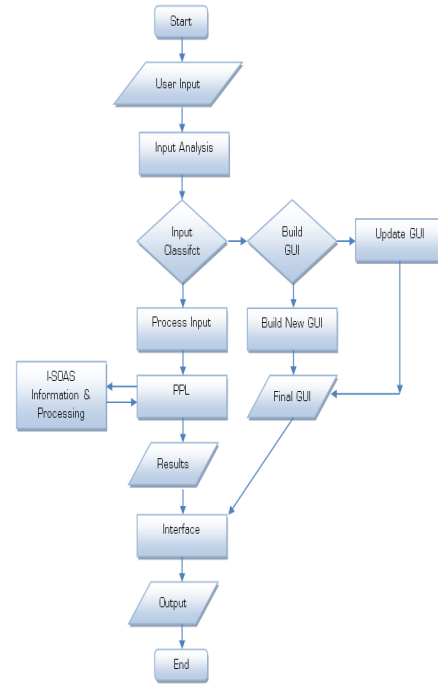 Start
User Input
Input Analysis
Input
Classifct
Build
GUI
Update GUI
Process Input
Build New GUI
I-SOAS
Information &
Processing
PPL
Final GUI
Results
Interface
Output
End